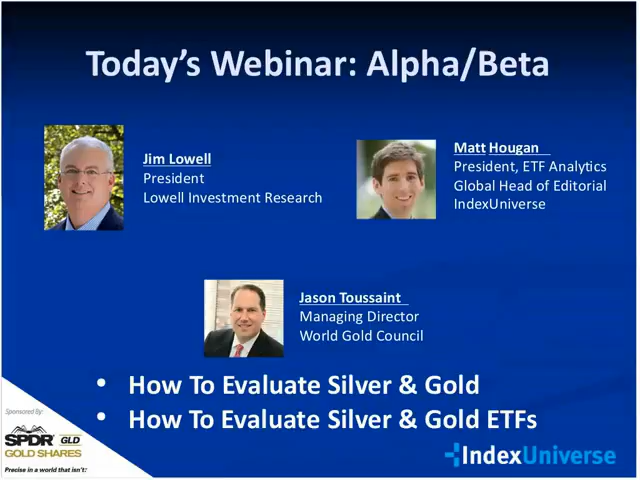 Today's Webinar: Alpha/Beta
Jim Lowell
President
Lowell Investment Research
Matt Hougan
President, ETF Analytics
Global Head of Editorial
IndexUniverse
Jason Toussaint
Managing Director
World Gold Council
• How To Evaluate Silver & Gold
• How To Evaluate Silver & Gold ETFs
Sponsored By:
SPDR GLD
GOLD SHARES
Precise in a world that isn't.
IndexUniverse